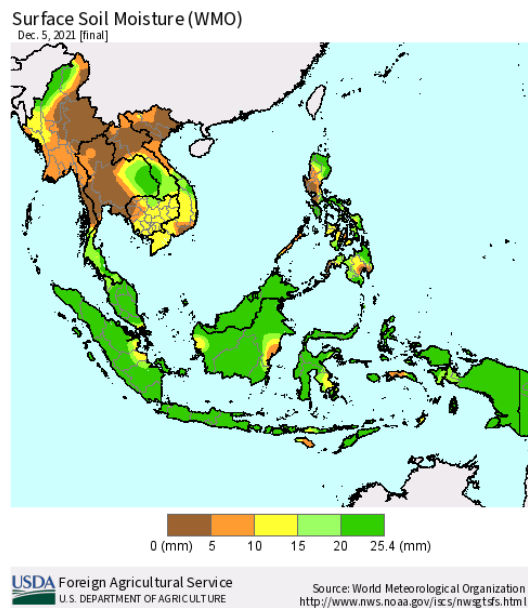 Surface Soil Moisture (WMO)
Dec. 5, 2021 [final]
0 (mm) 5 10 15 20 25.4 (mm)
USDA Foreign Agricultural Service
U.S. DEPARTMENT OF AGRICULTURE
Source: World Meteorological Organization
http://www.nws.noaa.gov/iscs/nwsgtsfs.html